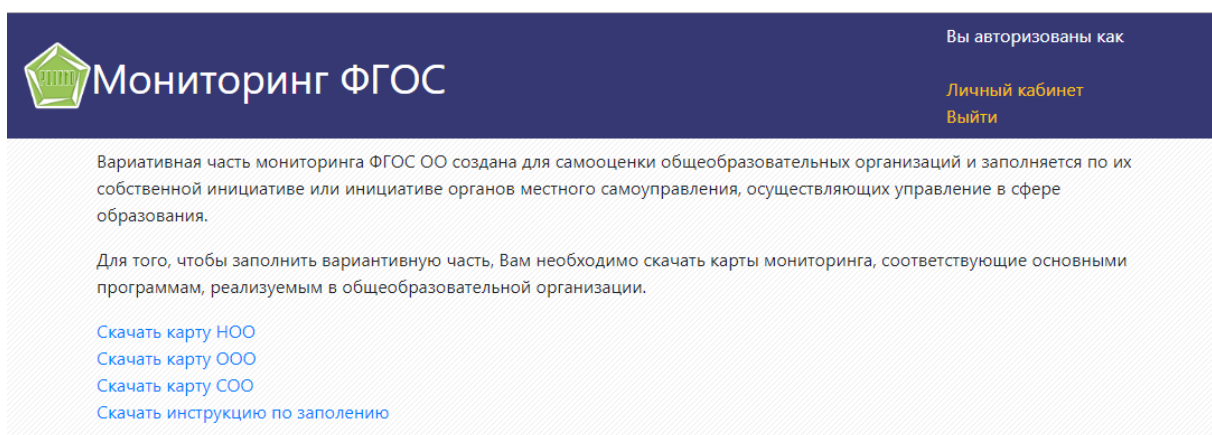 Вы авторизованы как
Мониторинг ФГОС
Личный кабинет
Выйти
Вариативная часть мониторинга ФГОС ОО создана для самооценки общеобразовательных организаций и заполняется по их
собственной инициативе или инициативе органов местного самоуправления, осуществляющих управление в сфере
образования.
Для того, чтобы заполнить вариантивную часть, Вам необходимо скачать карты мониторинга, соответствующие основными
программам, реализуемым в общеобразовательной организации.
Скачать карту НОО
Скачать карту ООО
Скачать карту СОО
Скачать инструкцию по заполению